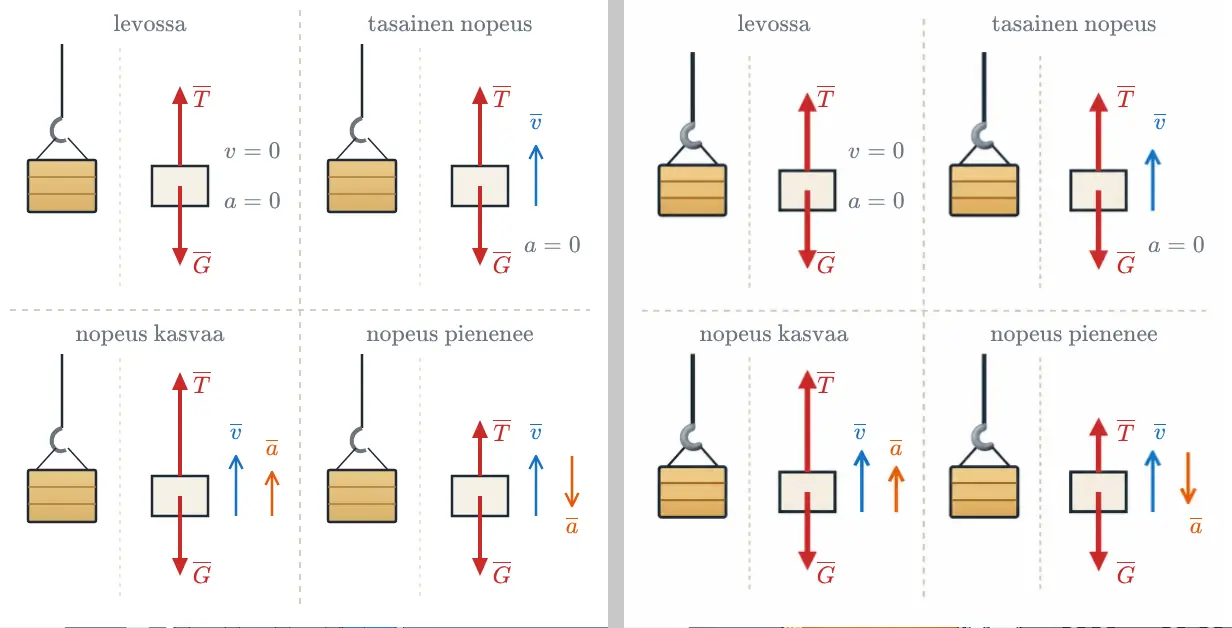 levossa
T̅
v = 0
a = 0
G̅
tasainen nopeus
T̅
v̅
a = 0
G̅
nopeus kasvaa
T̅
v̅
a̅
G̅
nopeus pienenee
T̅
v̅
a̅
G̅
levossa
T̅
v = 0
a = 0
G̅
tasainen nopeus
T̅
v̅
a = 0
G̅
nopeus kasvaa
T̅
v̅
a̅
G̅
nopeus pienenee
T̅
v̅
a̅
G̅